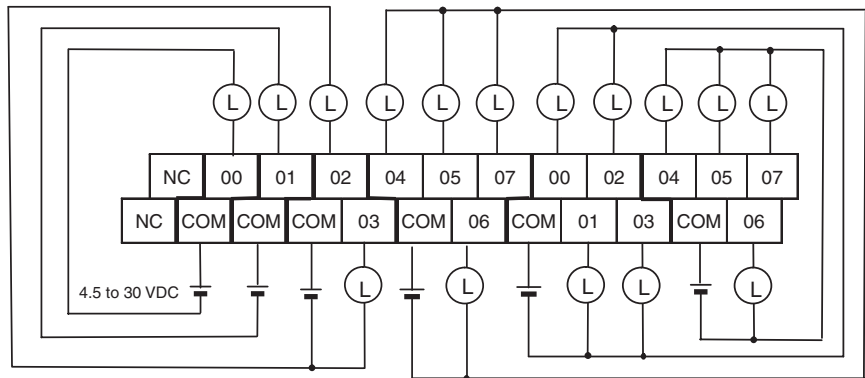 L L L L L L L L L L L
NC 00 01 02 04 05 07 00 02 04 05 07
NC COM COM COM 03 COM 06 COM 01 03 COM 06
4.5 to 30 VDC
L L L L L